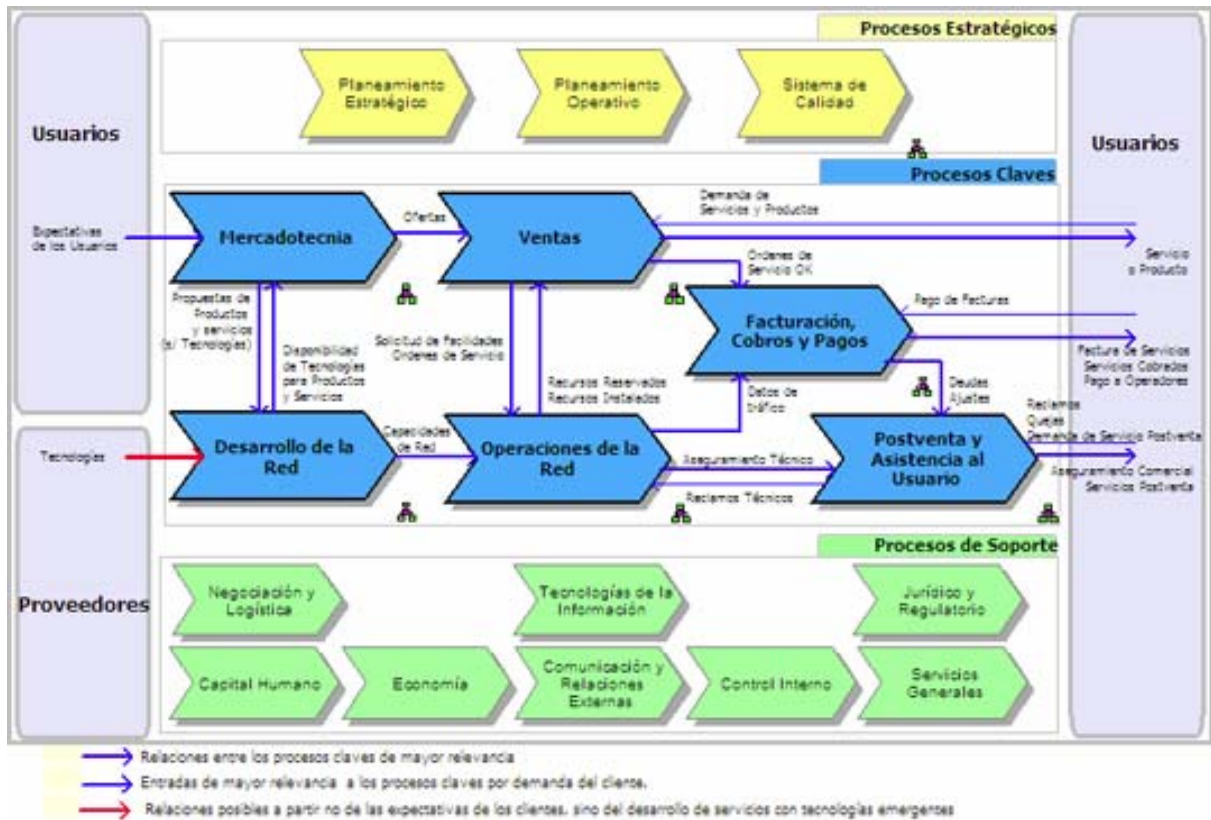 Procesos Estratégicos
Planeamiento
Estratégico
Planeamiento
Operativo
Sistema de
Calidad
Usuarios
Usuarios
Procesos Claves
Expectativas
de los Usuarios
Mercadotecnia
Ofertas
Ventas
Demanda de
Servicios y Productos
Servicio
o Producto
Ordenes de
Servicio OK
Propuestas de
Productos
y servicios
(s/ Tecnologías)
Disponibilidad
de Tecnologías
para Productos
y Servicios
Solicitud de Facilidades
Ordenes de Servicio
Recursos Reservados
Recursos Instalados
Facturación,
Cobros y Pagos
Pago de Facturas
Factura de Servicios
Servicios Cobrados
Pago a Operadores
Datos de
tráfico
Deudas
Ajustes
Tecnologías
Desarrollo de la
Red
Capacidades
de Red
Operaciones de la
Red
Aseguramiento Técnico
Reclamos Técnicos
Postventa y
Asistencia al
Usuario
Reclamos
Quejas
Demanda de Servicio Postventa
Aseguramiento Comercial
Servicios Postventa
Procesos de Soporte
Proveedores
Negociación y
Logística
Tecnologías de la
Información
Jurídico y
Regulatorio
Capital Humano
Economía
Comunicación y
Relaciones
Externas
Control Interno
Servicios
Generales
Relaciones entre los procesos claves de mayor relevancia
Entradas de mayor relevancia a los procesos claves por demanda del cliente.
Relaciones posibles a partir no de las expectativas de los clientes, sino del desarrollo de servicios con tecnologías emergentes